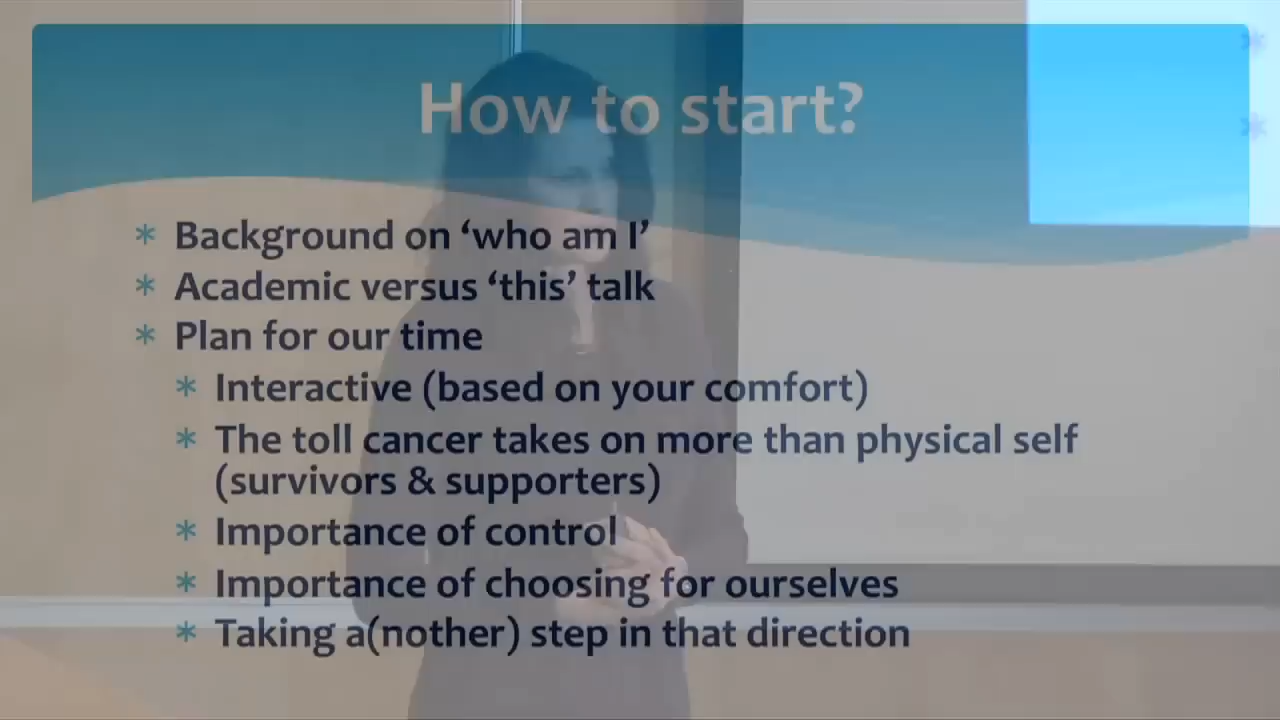 How to start?
* Background on ‘who am I’
* Academic versus ‘this’ talk
* Plan for our time
* Interactive (based on your comfort)
* The toll cancer takes on more than physical self
(survivors & supporters)
* Importance of control
* Importance of choosing for ourselves
* Taking a(nother) step in that direction